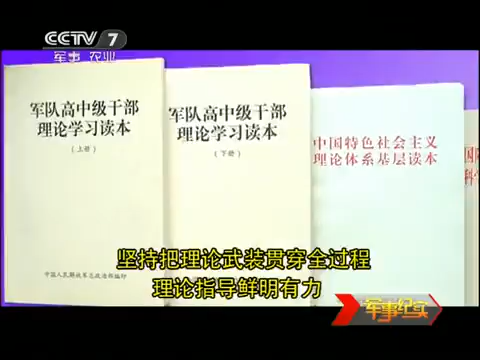 CCTV 7
军事 农业
军队高中级干部
理论学习读本
（上册）
中国人民解放军总政治部编印
军队高中级干部
理论学习读本
（下册）
中国特色社会主义
理论体系基层读本
坚持把理论武装贯穿全过程
理论指导鲜明有力
军事纪实